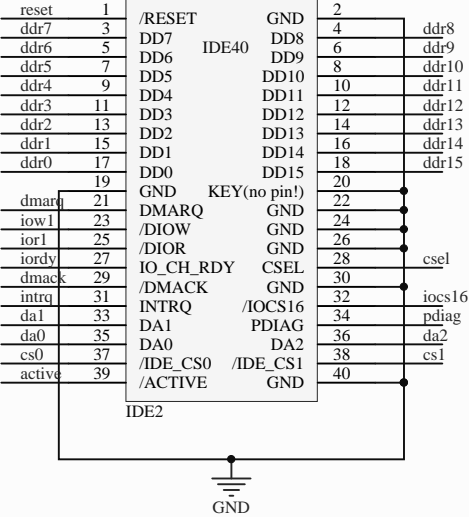 reset 1 /RESET GND 2
ddr7 3 DD7 DD8 4 ddr8
IDE40
ddr6 5 DD6 DD9 6 ddr9
ddr5 7 DD5 DD10 8 ddr10
ddr4 9 DD4 DD11 10 ddr11
ddr3 11 DD3 DD12 12 ddr12
ddr2 13 DD2 DD13 14 ddr13
ddr1 15 DD1 DD14 16 ddr14
ddr0 17 DD0 DD15 18 ddr15
19 GND KEY(no pin!) 20
dmarq 21 DMARQ GND 22
iow1 23 /DIOW GND 24
ior1 25 /DIOR GND 26
iordy 27 IO_CH_RDY CSEL 28 csel
dmack 29 /DMACK GND 30
intrq 31 INTRQ /IOCS16 32 iocs16
da1 33 DA1 PDIAG 34 pdiag
da0 35 DA0 DA2 36 da2
cs0 37 /IDE_CS0 /IDE_CS1 38 cs1
active 39 /ACTIVE GND 40
IDE2
GND